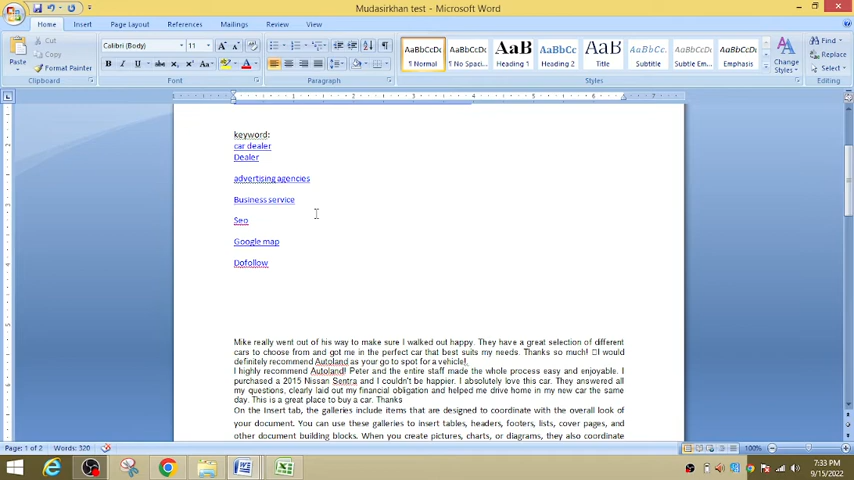 Mudasirkhan test - Microsoft Word
Home Insert Page Layout References Mailings Review View
Paste
Cut
Copy
Format Painter
Clipboard
Calibri (Body) 11
Font
Paragraph
AaBbCcDc AaBbCcDc AaBb AaBbCc AaB AaBbCc. AaBbCcDc AaBbCcDc
¶ Normal ¶ No Spaci... Heading 1 Heading 2 Title Subtitle Subtle Em... Emphasis
Change Styles
Styles
Find
Replace
Select
Editing
keyword:
car dealer
Dealer
advertising agencies
Business service
Seo
Google map
Dofollow
Mike really went out of his way to make sure I walked out happy. They have a great selection of different
cars to choose from and got me in the perfect car that best suits my needs. Thanks so much! I would
definitely recommend Autoland as your go to spot for a vehicle!.
I highly recommend Autoland! Peter and the entire staff made the whole process easy and enjoyable. I
purchased a 2015 Nissan Sentra and I couldn't be happier. I absolutely love this car. They answered all
my questions, clearly laid out my financial obligation and helped me drive home in my new car the same
day. This is a great place to buy a car. Thanks
On the Insert tab, the galleries include items that are designed to coordinate with the overall look of
your document. You can use these galleries to insert tables, headers, footers, lists, cover pages, and
other document building blocks. When you create pictures, charts, or diagrams, they also coordinate
Page: 1 of 2 Words: 320 100%
7:33 PM
9/15/2022